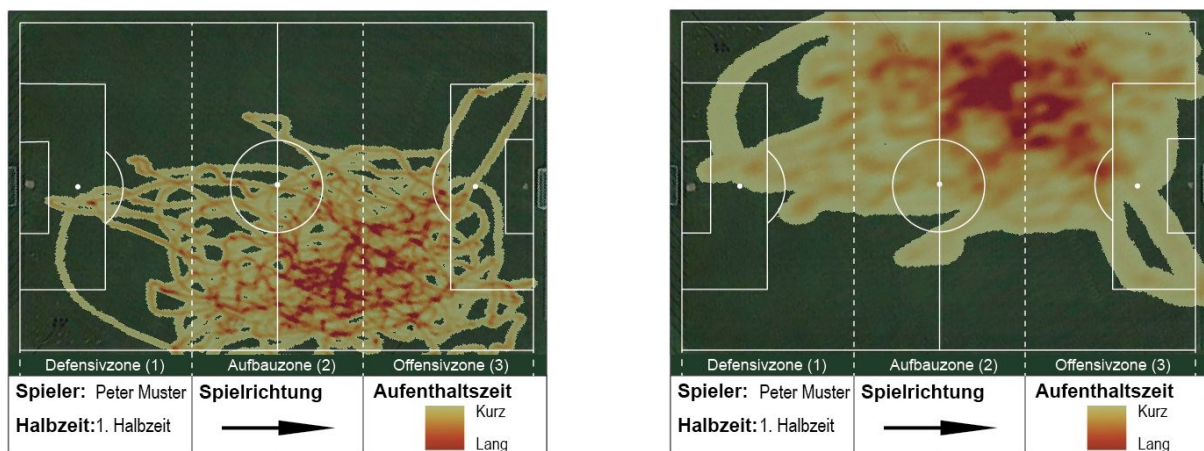 Defensivzone (1) Aufbauzone (2) Offensivzone (3)
Spieler: Peter Muster Spielrichtung Aufenthaltszeit
Kurz
Halbzeit:1. Halbzeit
Lang
Defensivzone (1) Aufbauzone (2) Offensivzone (3)
Spieler: Peter Muster Spielrichtung Aufenthaltszeit
Kurz
Halbzeit:1. Halbzeit
Lang